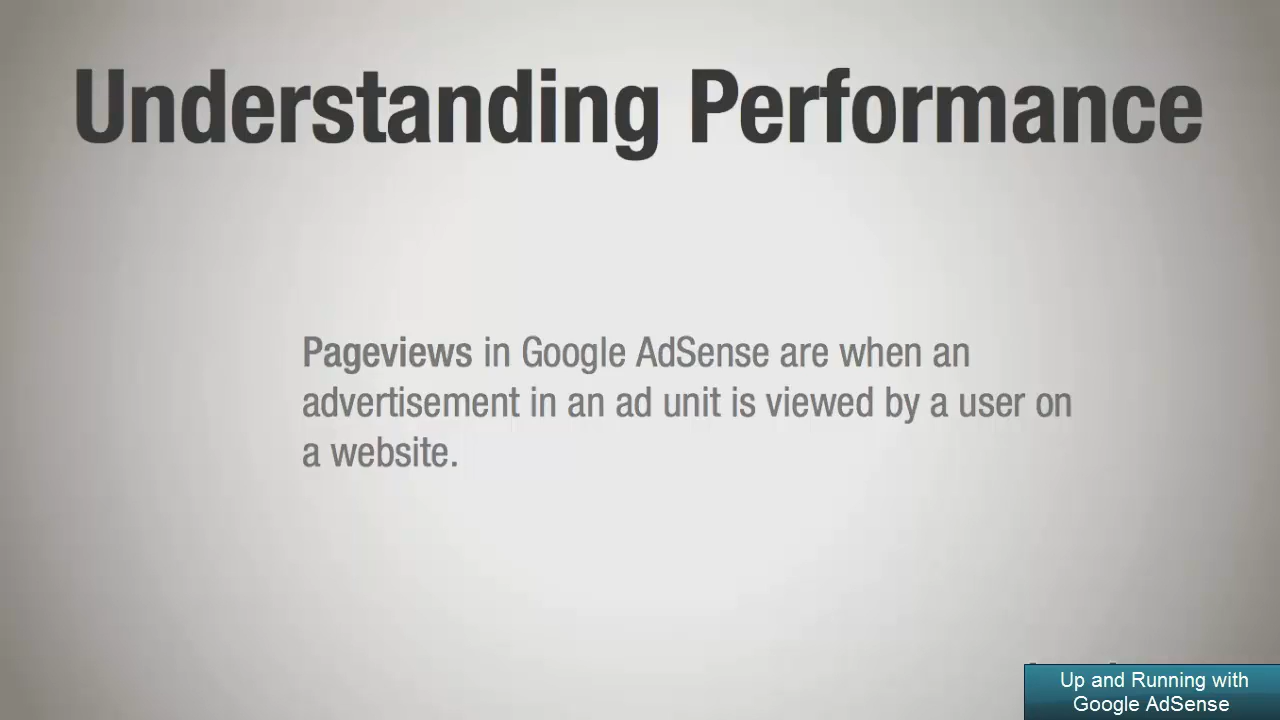 Understanding Performance
Pageviews in Google AdSense are when an
advertisement in an ad unit is viewed by a user on
a website.
Up and Running with
Google AdSense